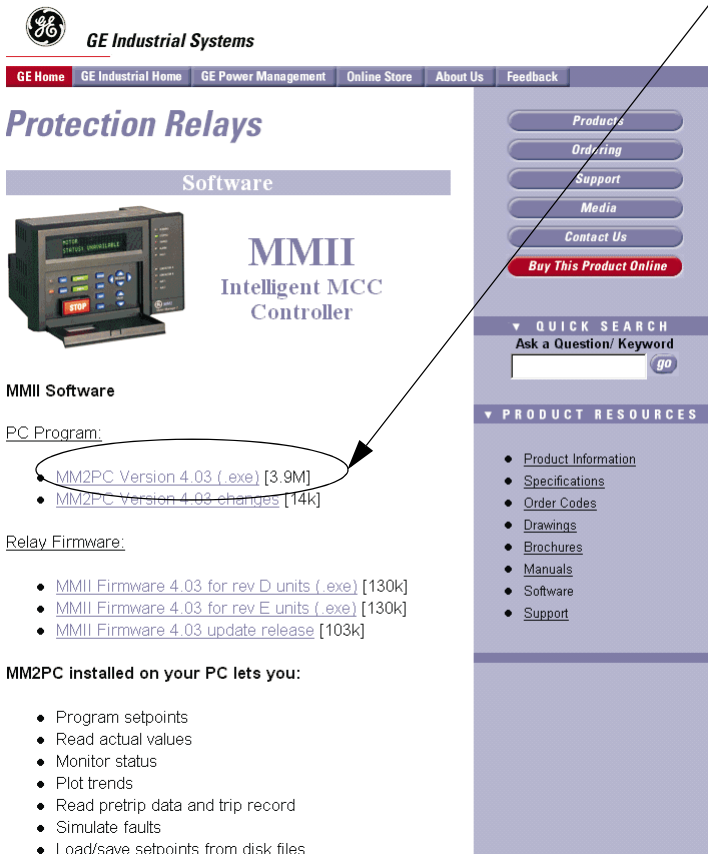 GE Industrial Systems
GE Home GE Industrial Home GE Power Management Online Store About Us Feedback
Protection Relays
Software
MOTOR
STATUS: UNAVAILABLE
STOP
MMII
Intelligent MCC
Controller
MMII Software
PC Program:
MM2PC Version 4.03 (.exe) [3.9M]
MM2PC Version 4.03 changes [14k]
Relay Firmware:
MMII Firmware 4.03 for rev D units (.exe) [130k]
MMII Firmware 4.03 for rev E units (.exe) [130k]
MMII Firmware 4.03 update release [103k]
MM2PC installed on your PC lets you:
Program setpoints
Read actual values
Monitor status
Plot trends
Read pretrip data and trip record
Simulate faults
Load/save setpoints from disk files
Products
Ordering
Support
Media
Contact Us
Buy This Product Online
QUICK SEARCH
Ask a Question/ Keyword
go
PRODUCT RESOURCES
Product Information
Specifications
Order Codes
Drawings
Brochures
Manuals
Software
Support